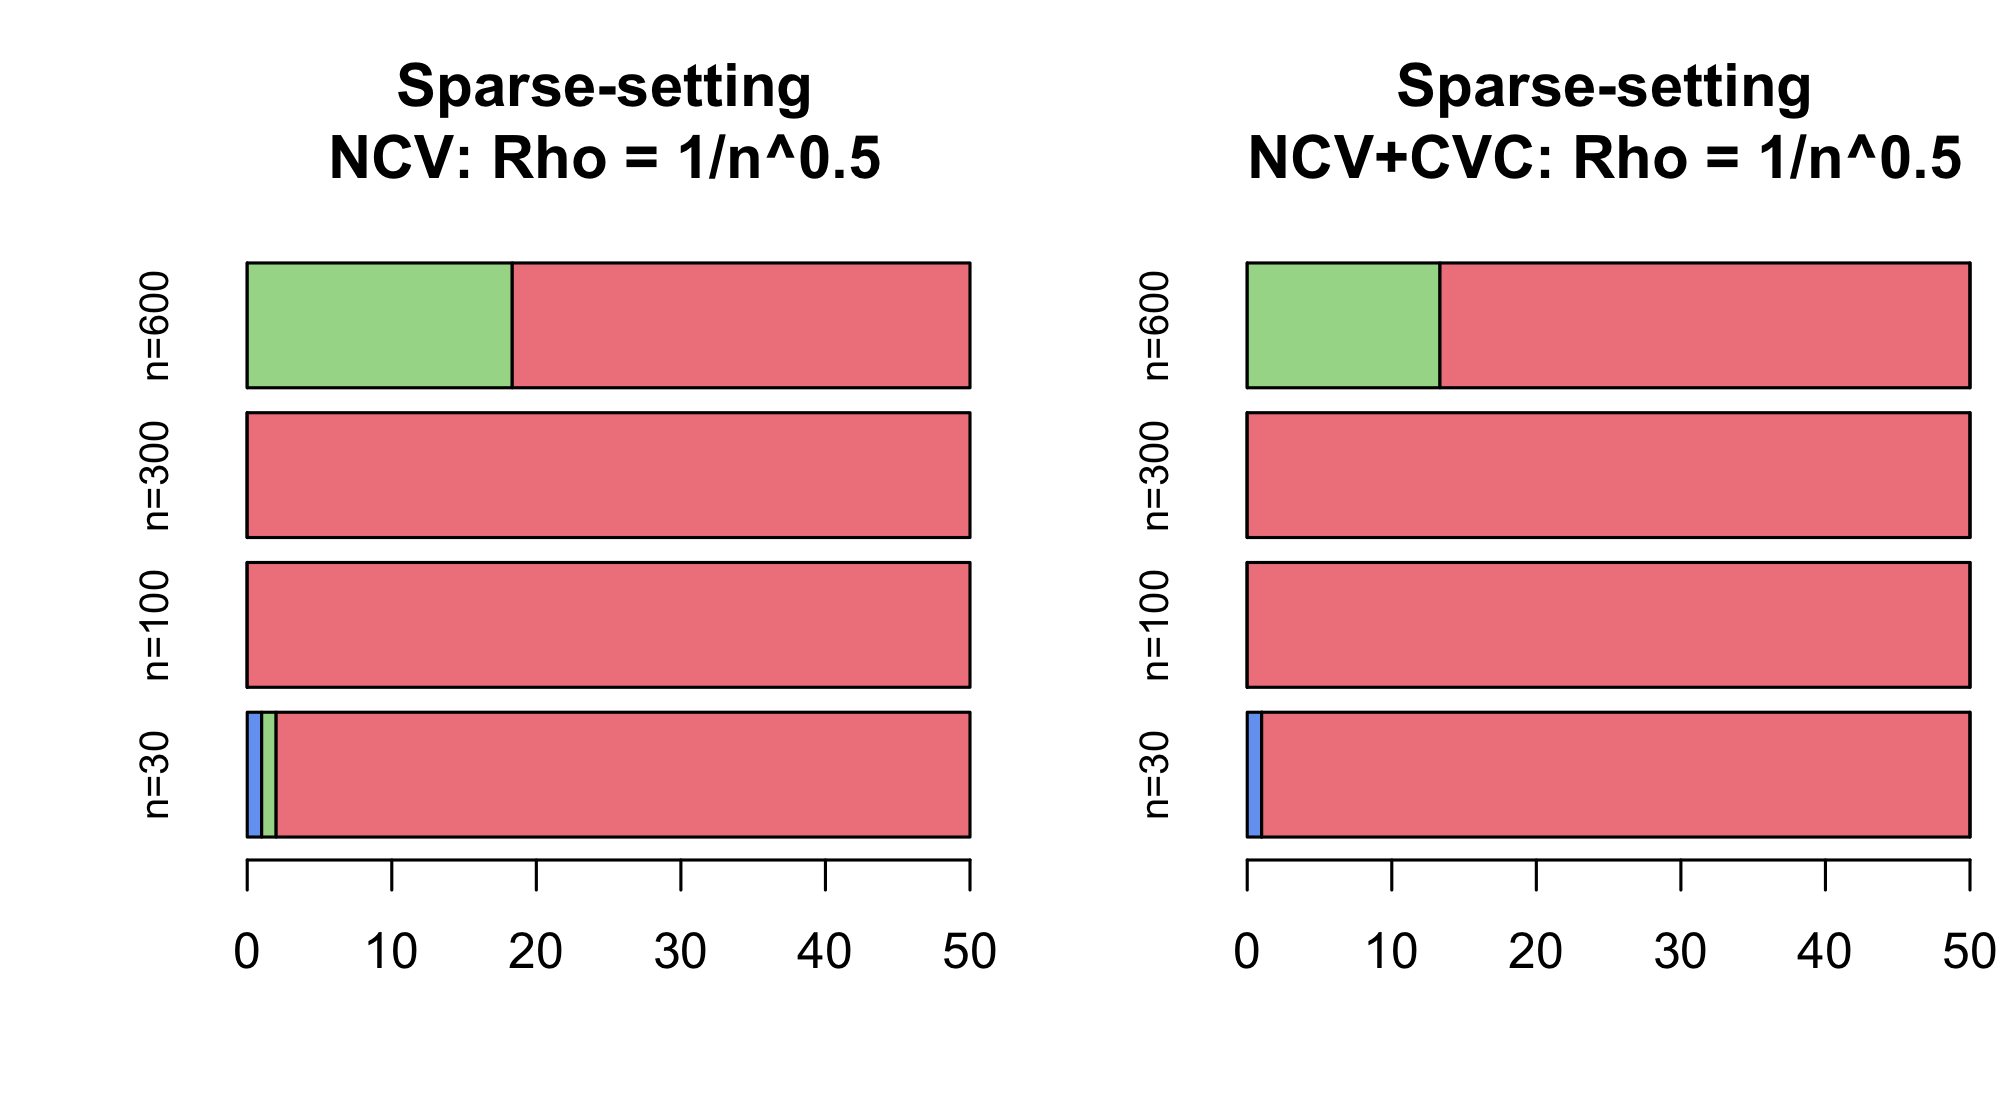 Sparse-setting
NCV: Rho = 1/n^0.5
n=600
n=300
n=100
n=30
0 10 20 30 40 50
Sparse-setting
NCV+CVC: Rho = 1/n^0.5
n=600
n=300
n=100
n=30
0 10 20 30 40 50